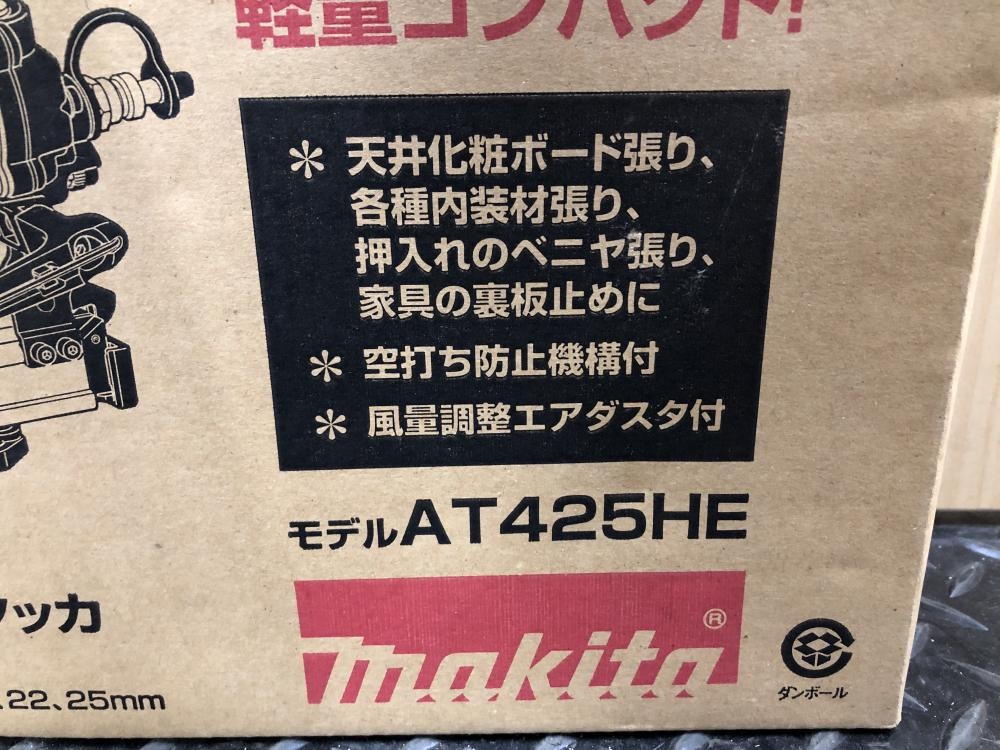 軽量コンパクト!
* 天井化粧ボード張り、
各種内装材張り、
押入れのベニヤ張り、
家具の裏板止めに
* 空打ち防止機構付
* 風量調整エアダスタ付
モデルAT425HE
ッカ
makita®
、22、25mm
ダンボール